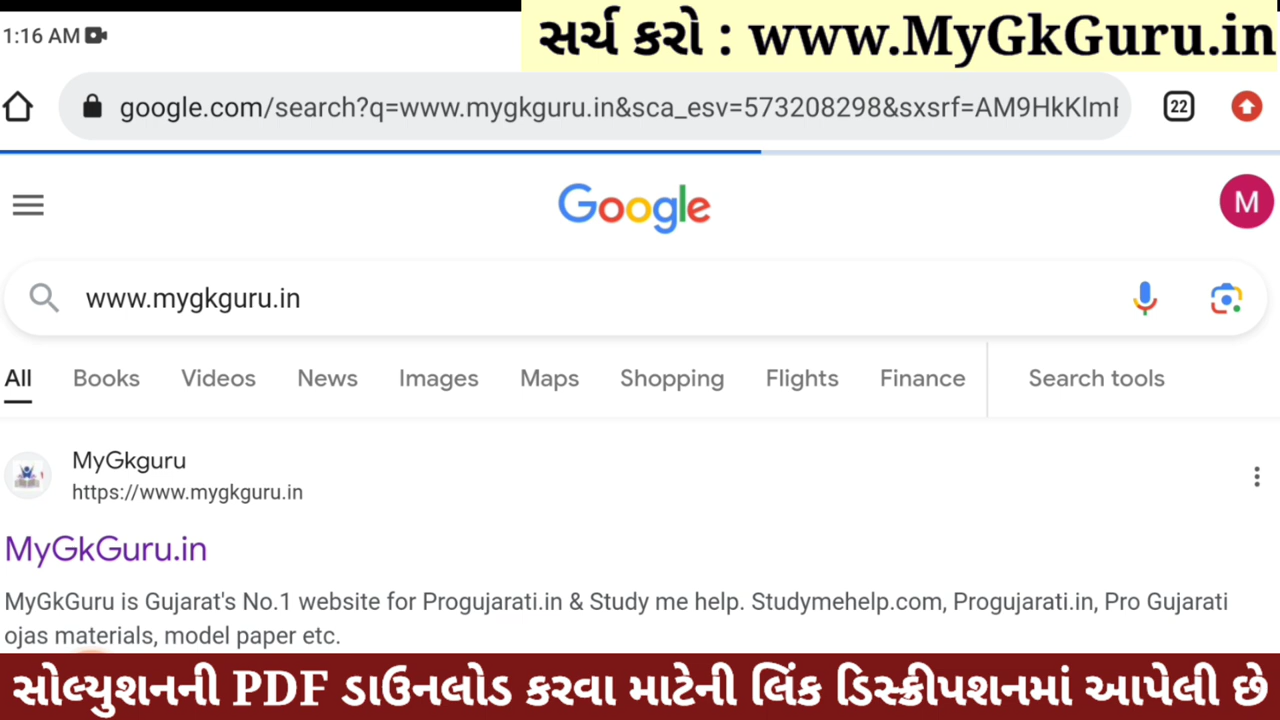 1:16 AM
સર્ચ કરો : www.MyGkGuru.in
google.com/search?q=www.mygkguru.in&sca_esv=573208298&sxsrf=AM9HkKlm
22
Google
M
www.mygkguru.in
All Books Videos News Images Maps Shopping Flights Finance Search tools
MyGkguru
https://www.mygkguru.in
MyGkGuru.in
MyGkGuru is Gujarat's No.1 website for Progujarati.in & Study me help. Studymehelp.com, Progujarati.in, Pro Gujarati
ojas materials, model paper etc.
સોલ્યુશનની PDF ડાઉનલોડ કરવા માટેની લિંક ડિસ્ક્રીપશનમાં આપેલી છે